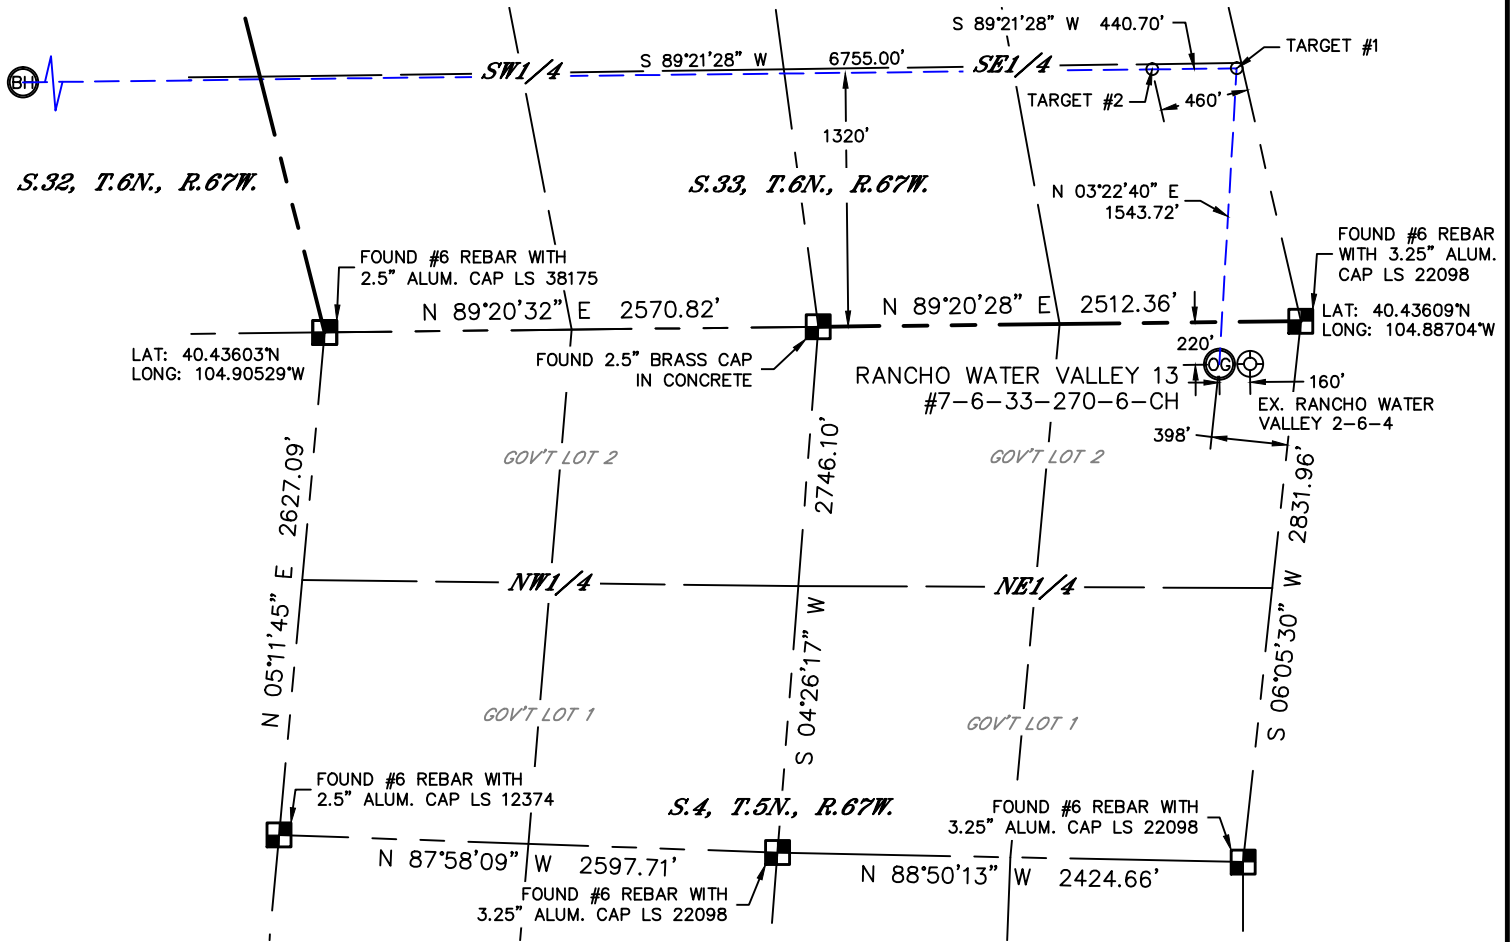 S 89°21'28" W 440.70'
TARGET #1
BH
SW1/4
S 89°21'28" W 6755.00'
SE1/4
TARGET #2
460'
1320'
S.32, T.6N., R.67W.
S.33, T.6N., R.67W.
N 03°22'40" E
1543.72'
FOUND #6 REBAR
WITH 3.25" ALUM.
CAP LS 22098
FOUND #6 REBAR WITH
2.5" ALUM. CAP LS 38175
N 89°20'32" E 2570.82'
N 89°20'28" E 2512.36'
LAT: 40.43609°N
LONG: 104.88704°W
LAT: 40.43603°N
LONG: 104.90529°W
FOUND 2.5" BRASS CAP
IN CONCRETE
220'
OG
RANCHO WATER VALLEY 13
#7-6-33-270-6-CH
160'
EX. RANCHO WATER
VALLEY 2-6-4
398'
GOV'T LOT 2
GOV'T LOT 2
N 05°11'45" E 2627.09'
2746.10'
S 04°26'17" W
2831.96'
S 06°05'30" W
NW1/4
NE1/4
GOV'T LOT 1
GOV'T LOT 1
FOUND #6 REBAR WITH
2.5" ALUM. CAP LS 12374
S.4, T.5N., R.67W.
FOUND #6 REBAR WITH
3.25" ALUM. CAP LS 22098
N 87°58'09" W 2597.71'
N 88°50'13" W 2424.66'
FOUND #6 REBAR WITH
3.25" ALUM. CAP LS 22098